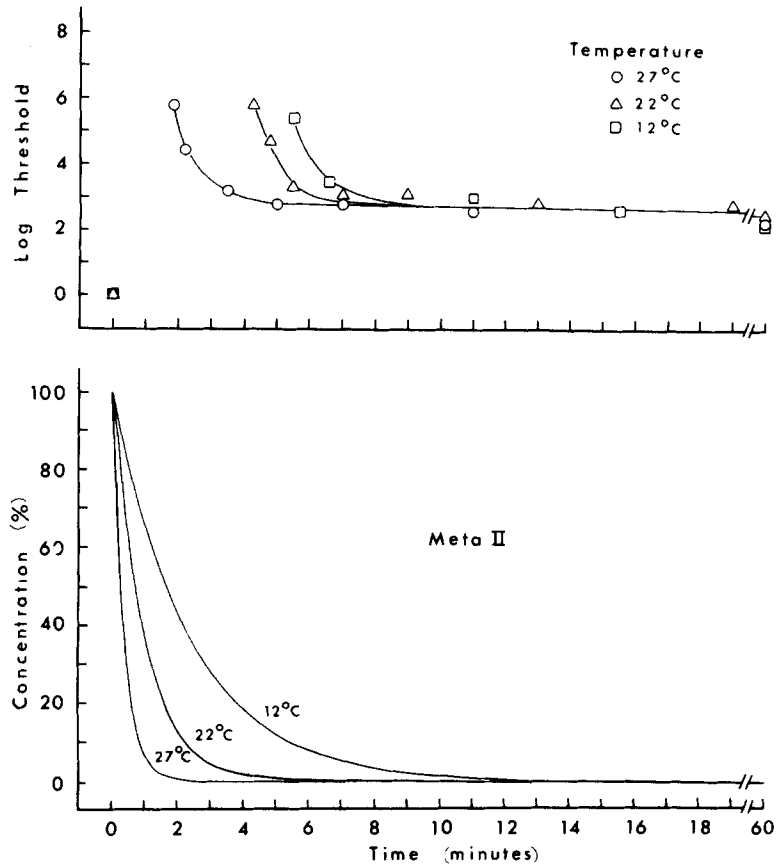 8
6
4
2
0
Log Threshold
Temperature
○ 27°C
△ 22°C
□ 12°C
100
80
60
40
20
0
Concentration (%)
Meta II
12°C
22°C
27°C
0 2 4 6 8 10 12 14 16 18 60
Time (minutes)